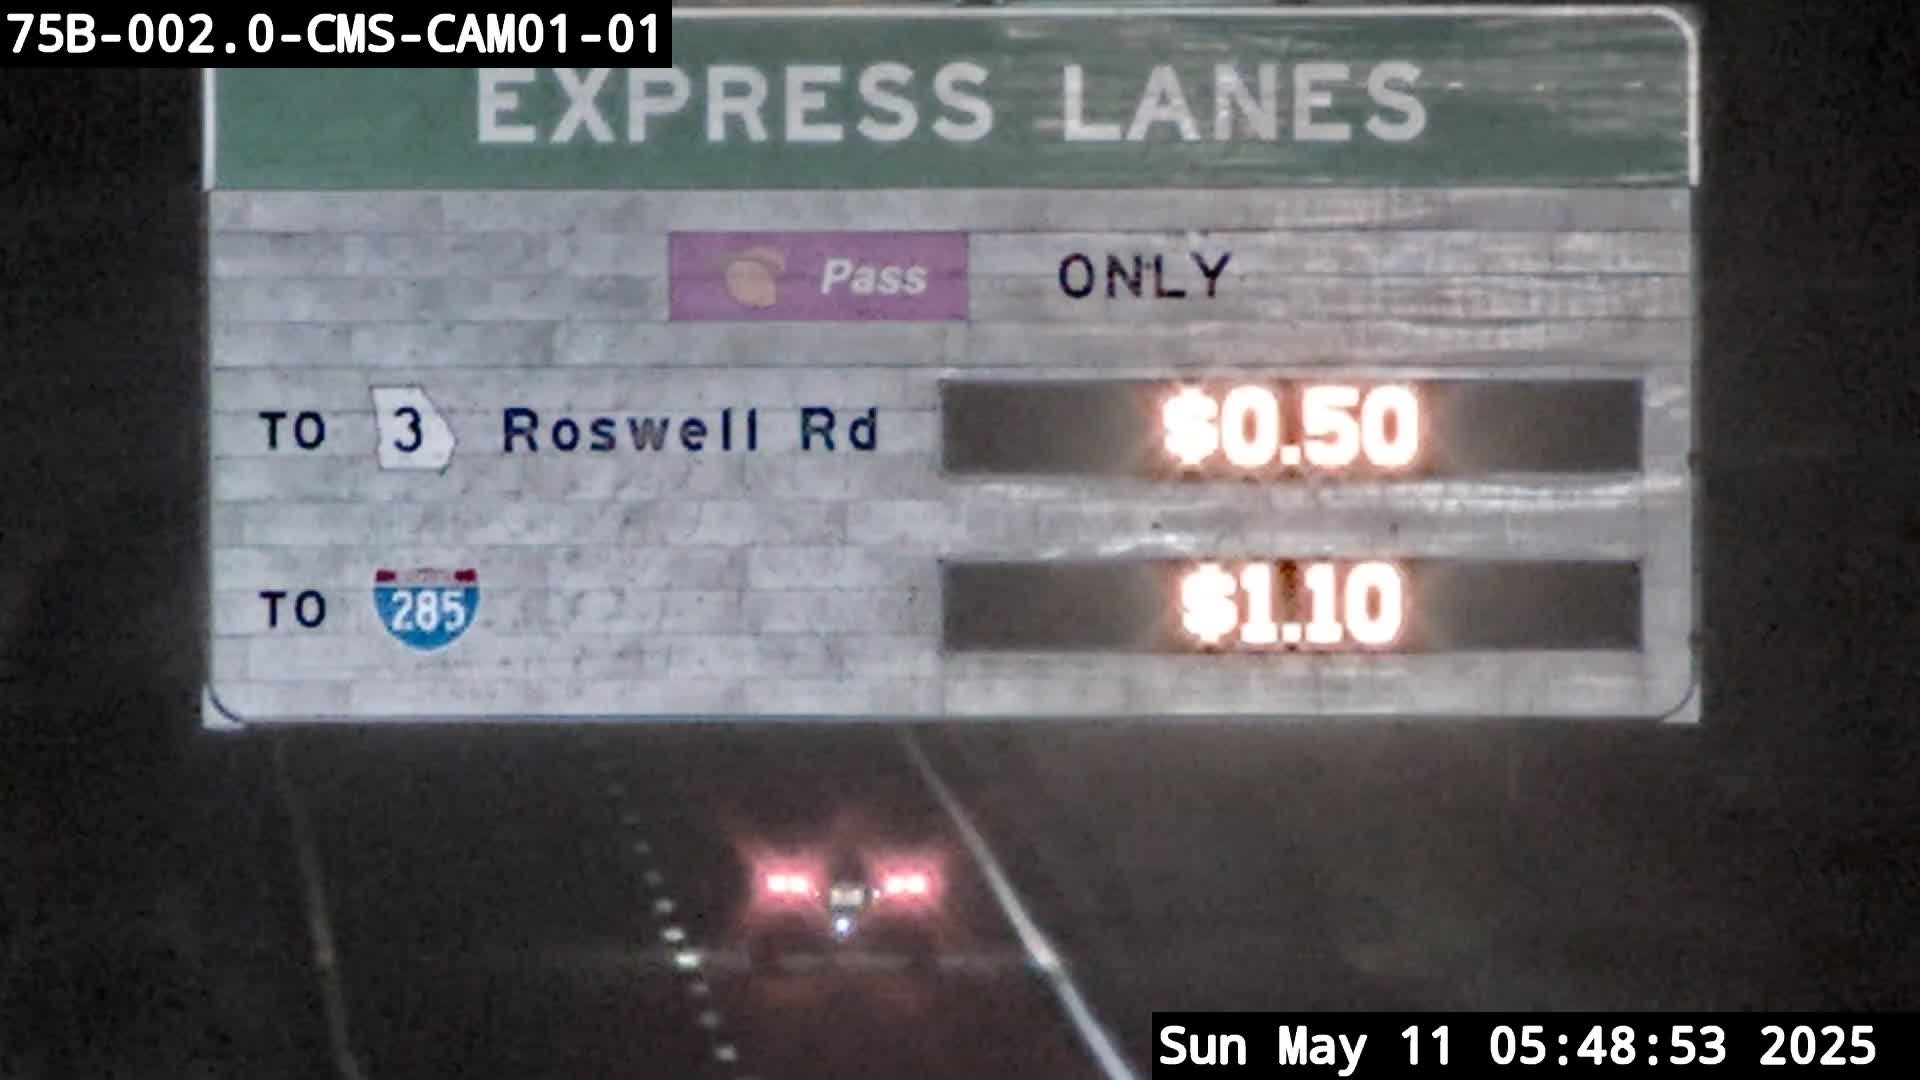 75B-002.0-CMS-CAM01-01
EXPRESS LANES
Pass ONLY
TO 3 Roswell Rd $0.50
TO 285 $1.10
Sun May 11 05:48:53 2025